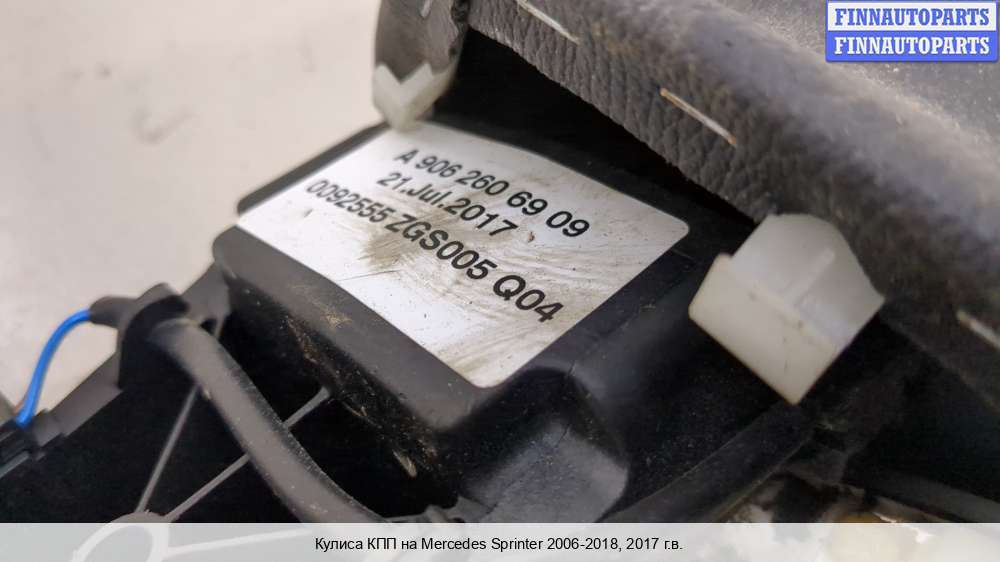 FINNAUTOPARTS
FINNAUTOPARTS
A 906 260 69 09
21.Jul.2017
0092555 ZGS005 Q04
Кулиса КПП на Mercedes Sprinter 2006-2018, 2017 г.в.